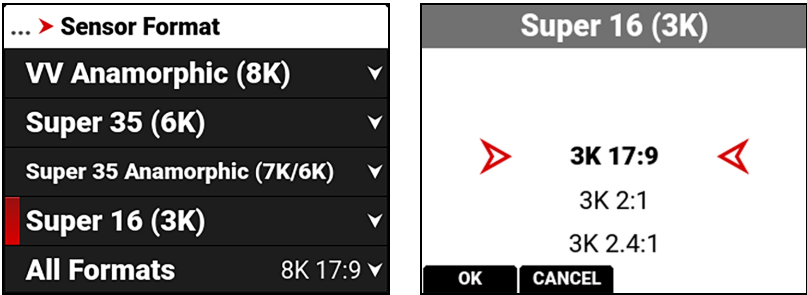 ... Sensor Format
VV Anamorphic (8K)
Super 35 (6K)
Super 35 Anamorphic (7K/6K)
Super 16 (3K)
All Formats 8K 17:9
Super 16 (3K)
3K 17:9
3K 2:1
3K 2.4:1
OK CANCEL